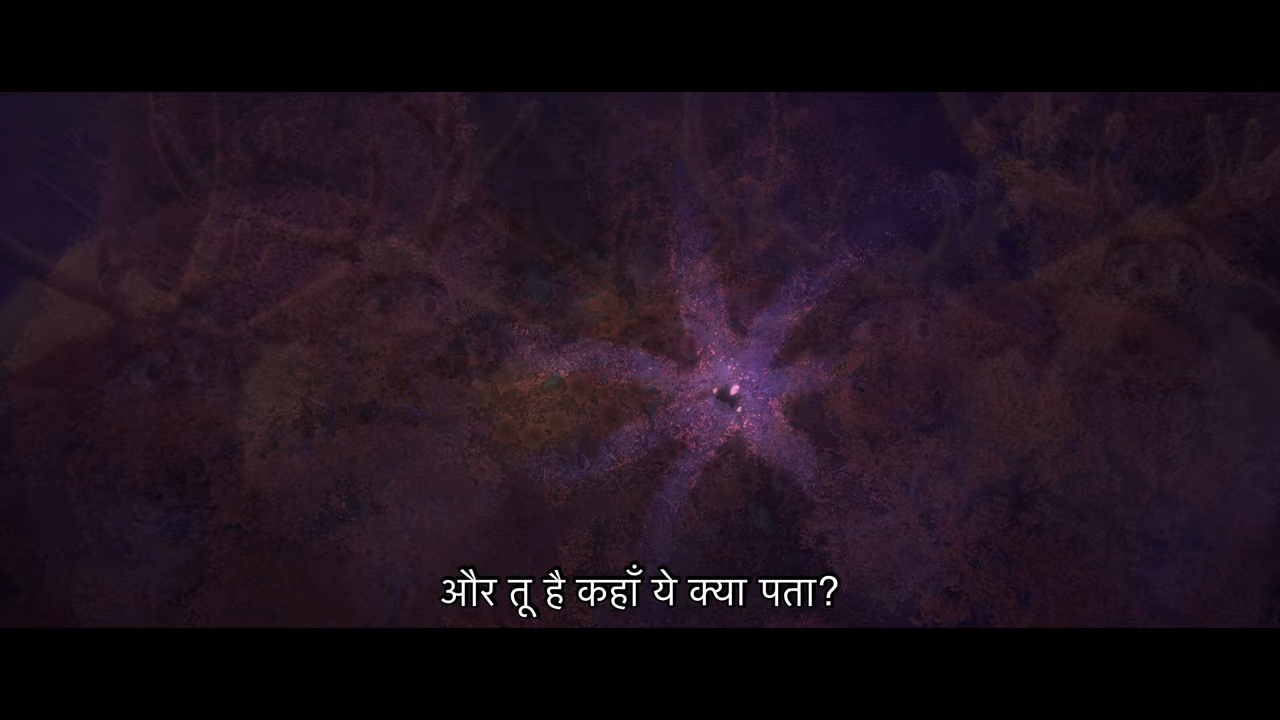 और तू है कहाँ ये क्या पता?